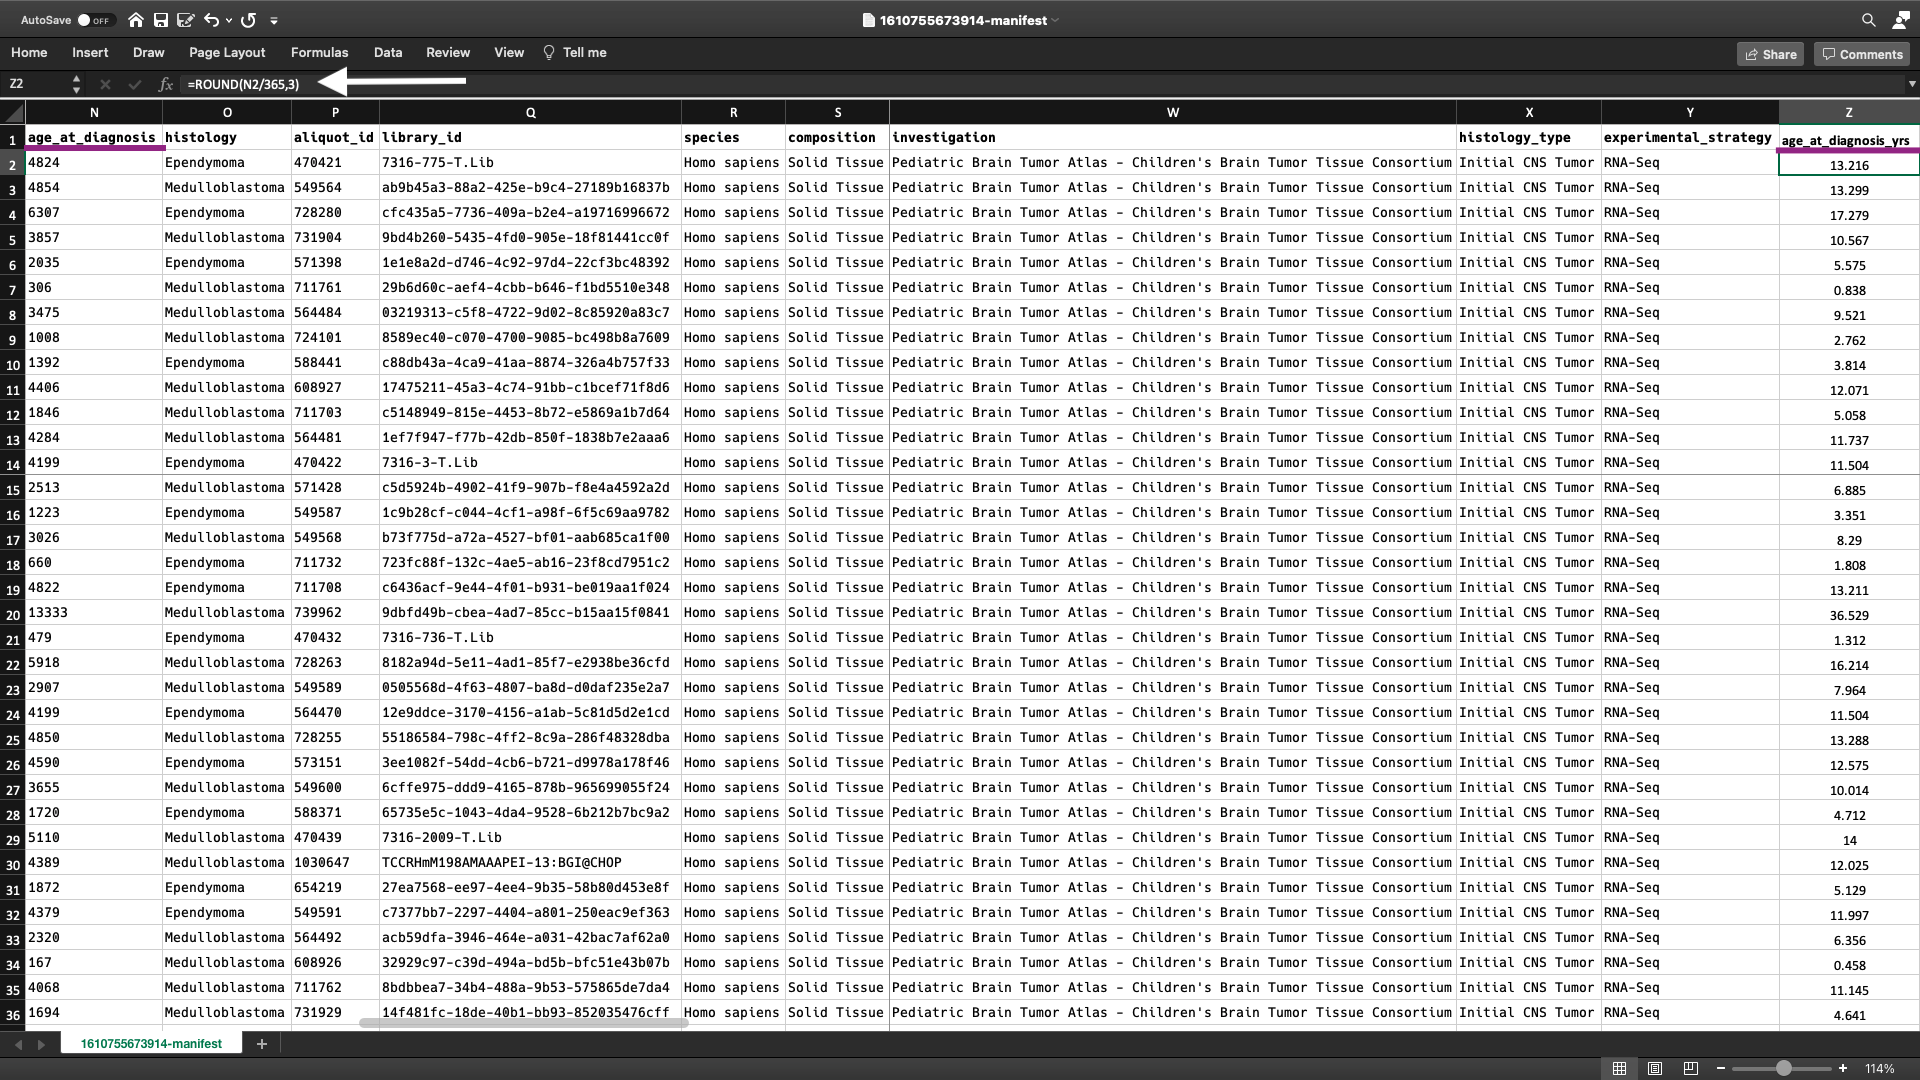 AutoSave OFF 1610755673914-manifest
Home Insert Draw Page Layout Formulas Data Review View Tell me Share Comments
Z2 fx =ROUND(N2/365,3)
N O P Q R S W X Y Z
1 age_at_diagnosis histology aliquot_id library_id species composition investigation histology_type experimental_strategy age_at_diagnosis_yrs
2 4824 Ependymoma 470421 7316-775-T.Lib Homo sapiens Solid Tissue Pediatric Brain Tumor Atlas - Children's Brain Tumor Tissue Consortium Initial CNS Tumor RNA-Seq 13.216
3 4854 Medulloblastoma 549564 ab9b45a3-88a2-425e-b9c4-27189b16837b Homo sapiens Solid Tissue Pediatric Brain Tumor Atlas - Children's Brain Tumor Tissue Consortium Initial CNS Tumor RNA-Seq 13.299
4 6307 Ependymoma 728280 cfc435a5-7736-409a-b2e4-a19716996672 Homo sapiens Solid Tissue Pediatric Brain Tumor Atlas - Children's Brain Tumor Tissue Consortium Initial CNS Tumor RNA-Seq 17.279
5 3857 Medulloblastoma 731904 9bd4b260-5435-4fd0-905e-18f81441cc0f Homo sapiens Solid Tissue Pediatric Brain Tumor Atlas - Children's Brain Tumor Tissue Consortium Initial CNS Tumor RNA-Seq 10.567
6 2035 Ependymoma 571398 1e1e8a2d-d746-4c92-97d4-22cf3bc48392 Homo sapiens Solid Tissue Pediatric Brain Tumor Atlas - Children's Brain Tumor Tissue Consortium Initial CNS Tumor RNA-Seq 5.575
7 306 Medulloblastoma 711761 29b6d60c-aef4-4cbb-b646-f1bd5510e348 Homo sapiens Solid Tissue Pediatric Brain Tumor Atlas - Children's Brain Tumor Tissue Consortium Initial CNS Tumor RNA-Seq 0.838
8 3475 Medulloblastoma 564484 03219313-c5f8-4722-9d02-8c85920a83c7 Homo sapiens Solid Tissue Pediatric Brain Tumor Atlas - Children's Brain Tumor Tissue Consortium Initial CNS Tumor RNA-Seq 9.521
9 1008 Medulloblastoma 724101 8589ec40-c070-4700-9085-bc498b8a7609 Homo sapiens Solid Tissue Pediatric Brain Tumor Atlas - Children's Brain Tumor Tissue Consortium Initial CNS Tumor RNA-Seq 2.762
10 1392 Ependymoma 588441 c88db43a-4ca9-41aa-8874-326a4b757f33 Homo sapiens Solid Tissue Pediatric Brain Tumor Atlas - Children's Brain Tumor Tissue Consortium Initial CNS Tumor RNA-Seq 3.814
11 4406 Medulloblastoma 608927 17475211-45a3-4c74-91bb-c1bcef71f8d6 Homo sapiens Solid Tissue Pediatric Brain Tumor Atlas - Children's Brain Tumor Tissue Consortium Initial CNS Tumor RNA-Seq 12.071
12 1846 Medulloblastoma 711703 c5148949-815e-4453-8b72-e5869a1b7d64 Homo sapiens Solid Tissue Pediatric Brain Tumor Atlas - Children's Brain Tumor Tissue Consortium Initial CNS Tumor RNA-Seq 5.058
13 4284 Medulloblastoma 564481 1ef7f947-f77b-42db-850f-1838b7e2aaa6 Homo sapiens Solid Tissue Pediatric Brain Tumor Atlas - Children's Brain Tumor Tissue Consortium Initial CNS Tumor RNA-Seq 11.737
14 4199 Ependymoma 470422 7316-3-T.Lib Homo sapiens Solid Tissue Pediatric Brain Tumor Atlas - Children's Brain Tumor Tissue Consortium Initial CNS Tumor RNA-Seq 11.504
15 2513 Medulloblastoma 571428 c5d5924b-4902-41f9-907b-f8e4a4592a2d Homo sapiens Solid Tissue Pediatric Brain Tumor Atlas - Children's Brain Tumor Tissue Consortium Initial CNS Tumor RNA-Seq 6.885
16 1223 Ependymoma 549587 1c9b28cf-c044-4cf1-a98f-6f5c69aa9782 Homo sapiens Solid Tissue Pediatric Brain Tumor Atlas - Children's Brain Tumor Tissue Consortium Initial CNS Tumor RNA-Seq 3.351
17 3026 Medulloblastoma 549568 b73f775d-a72a-4527-bf01-aab685ca1f00 Homo sapiens Solid Tissue Pediatric Brain Tumor Atlas - Children's Brain Tumor Tissue Consortium Initial CNS Tumor RNA-Seq 8.29
18 660 Ependymoma 711732 723fc88f-132c-4ae5-ab16-23f8cd7951c2 Homo sapiens Solid Tissue Pediatric Brain Tumor Atlas - Children's Brain Tumor Tissue Consortium Initial CNS Tumor RNA-Seq 1.808
19 4822 Ependymoma 711708 c6436acf-9e44-4f01-b931-be019aa1f024 Homo sapiens Solid Tissue Pediatric Brain Tumor Atlas - Children's Brain Tumor Tissue Consortium Initial CNS Tumor RNA-Seq 13.211
20 13333 Medulloblastoma 739962 9dbfd49b-cbea-4ad7-85cc-b15aa15f0841 Homo sapiens Solid Tissue Pediatric Brain Tumor Atlas - Children's Brain Tumor Tissue Consortium Initial CNS Tumor RNA-Seq 36.529
21 479 Ependymoma 470432 7316-736-T.Lib Homo sapiens Solid Tissue Pediatric Brain Tumor Atlas - Children's Brain Tumor Tissue Consortium Initial CNS Tumor RNA-Seq 1.312
22 5918 Medulloblastoma 728263 8182a94d-5e11-4ad1-85f7-e2938be36cfd Homo sapiens Solid Tissue Pediatric Brain Tumor Atlas - Children's Brain Tumor Tissue Consortium Initial CNS Tumor RNA-Seq 16.214
23 2907 Medulloblastoma 549589 0505568d-4f63-4807-ba8d-d0daf235e2a7 Homo sapiens Solid Tissue Pediatric Brain Tumor Atlas - Children's Brain Tumor Tissue Consortium Initial CNS Tumor RNA-Seq 7.964
24 4199 Ependymoma 564470 12e9ddce-3170-4156-a1ab-5c81d5d2e1cd Homo sapiens Solid Tissue Pediatric Brain Tumor Atlas - Children's Brain Tumor Tissue Consortium Initial CNS Tumor RNA-Seq 11.504
25 4850 Medulloblastoma 728255 55186584-798c-4ff2-8c9a-286f48328dba Homo sapiens Solid Tissue Pediatric Brain Tumor Atlas - Children's Brain Tumor Tissue Consortium Initial CNS Tumor RNA-Seq 13.288
26 4590 Ependymoma 573151 3ee1082f-54dd-4cb6-b721-d9978a178f46 Homo sapiens Solid Tissue Pediatric Brain Tumor Atlas - Children's Brain Tumor Tissue Consortium Initial CNS Tumor RNA-Seq 12.575
27 3655 Medulloblastoma 549600 6cffe975-ddd9-4165-878b-965699055f24 Homo sapiens Solid Tissue Pediatric Brain Tumor Atlas - Children's Brain Tumor Tissue Consortium Initial CNS Tumor RNA-Seq 10.014
28 1720 Ependymoma 588371 65735e5c-1043-4da4-9528-6b212b7bc9a2 Homo sapiens Solid Tissue Pediatric Brain Tumor Atlas - Children's Brain Tumor Tissue Consortium Initial CNS Tumor RNA-Seq 4.712
29 5110 Medulloblastoma 470439 7316-2009-T.Lib Homo sapiens Solid Tissue Pediatric Brain Tumor Atlas - Children's Brain Tumor Tissue Consortium Initial CNS Tumor RNA-Seq 14
30 4389 Medulloblastoma 1030647 TCCRHmM198AMAAAPEI-13:BGI@CHOP Homo sapiens Solid Tissue Pediatric Brain Tumor Atlas - Children's Brain Tumor Tissue Consortium Initial CNS Tumor RNA-Seq 12.025
31 1872 Ependymoma 654219 27ea7568-ee97-4ee4-9b35-58b80d453e8f Homo sapiens Solid Tissue Pediatric Brain Tumor Atlas - Children's Brain Tumor Tissue Consortium Initial CNS Tumor RNA-Seq 5.129
32 4379 Ependymoma 549591 c7377bb7-2297-4404-a801-250eac9ef363 Homo sapiens Solid Tissue Pediatric Brain Tumor Atlas - Children's Brain Tumor Tissue Consortium Initial CNS Tumor RNA-Seq 11.997
33 2320 Medulloblastoma 564492 acb59dfa-3946-464e-a031-42bac7af62a0 Homo sapiens Solid Tissue Pediatric Brain Tumor Atlas - Children's Brain Tumor Tissue Consortium Initial CNS Tumor RNA-Seq 6.356
34 167 Medulloblastoma 608926 32929c97-c39d-494a-bd5b-bfc51e43b07b Homo sapiens Solid Tissue Pediatric Brain Tumor Atlas - Children's Brain Tumor Tissue Consortium Initial CNS Tumor RNA-Seq 0.458
35 4068 Medulloblastoma 711762 8bdbbea7-34b4-488a-9b53-575865de7da4 Homo sapiens Solid Tissue Pediatric Brain Tumor Atlas - Children's Brain Tumor Tissue Consortium Initial CNS Tumor RNA-Seq 11.145
36 1694 Medulloblastoma 731929 14f481fc-18de-40b1-bb93-852035476cff Homo sapiens Solid Tissue Pediatric Brain Tumor Atlas - Children's Brain Tumor Tissue Consortium Initial CNS Tumor RNA-Seq 4.641
1610755673914-manifest
114%